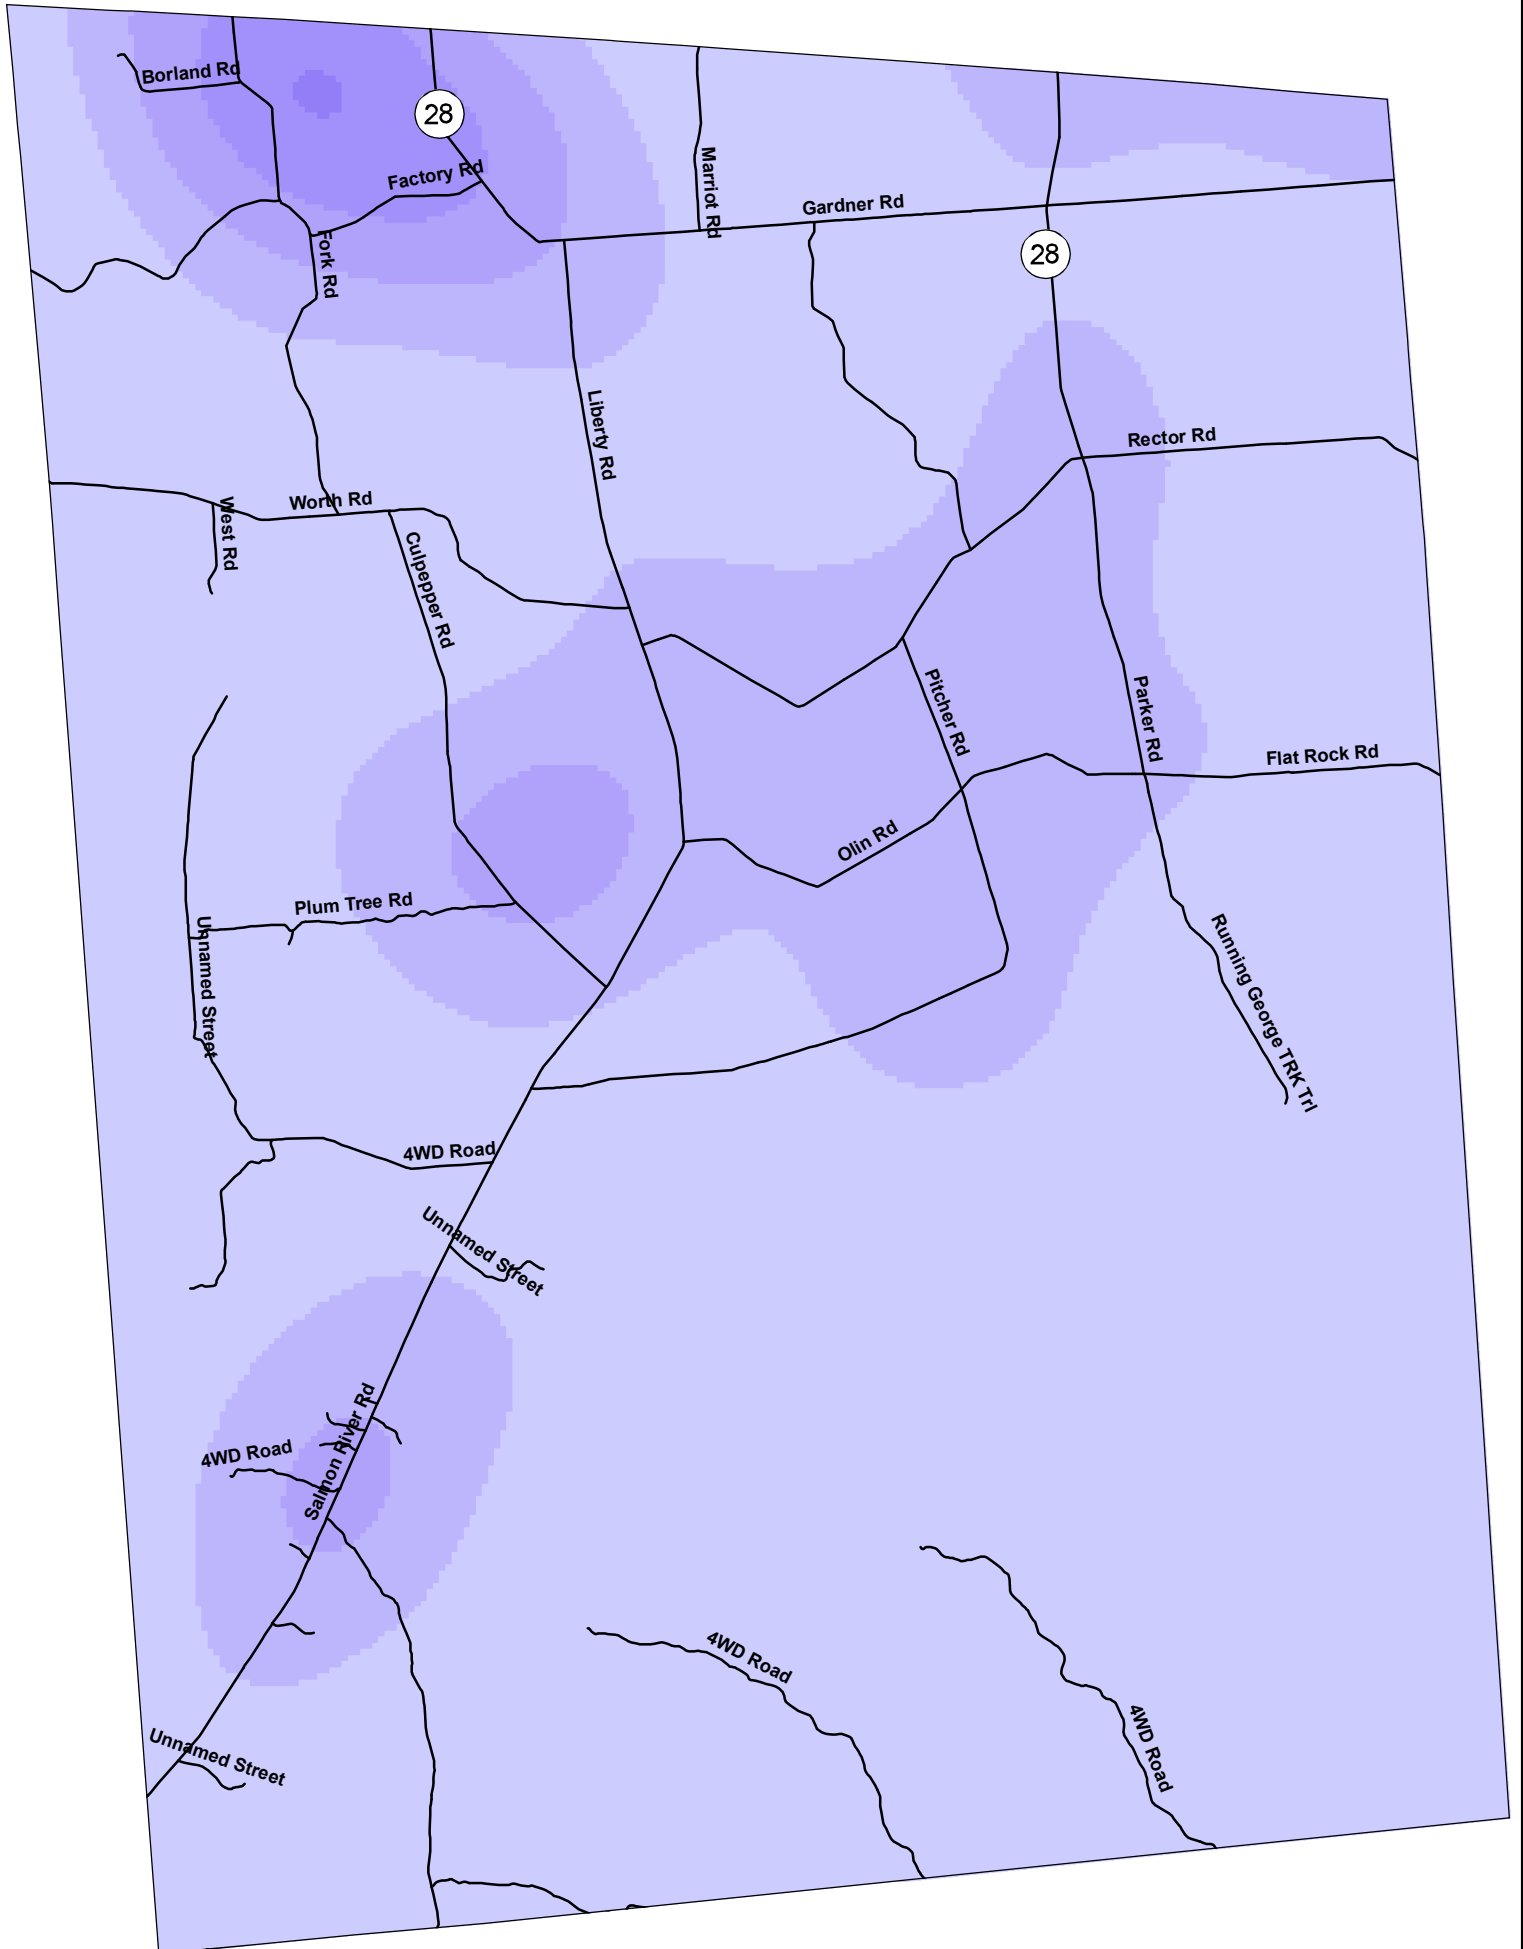 Borland Rd
28
Factory Rd
Marriot Rd
Gardner Rd
Fork Rd
28
Liberty Rd
Rector Rd
Worth Rd
West Rd
Culpepper Rd
Pitcher Rd
Parker Rd
Flat Rock Rd
Olin Rd
Plum Tree Rd
Unnamed Street
Running George TRK Trl
4WD Road
Unnamed Street
Salmon River Rd
4WD Road
4WD Road
4WD Road
Unnamed Street